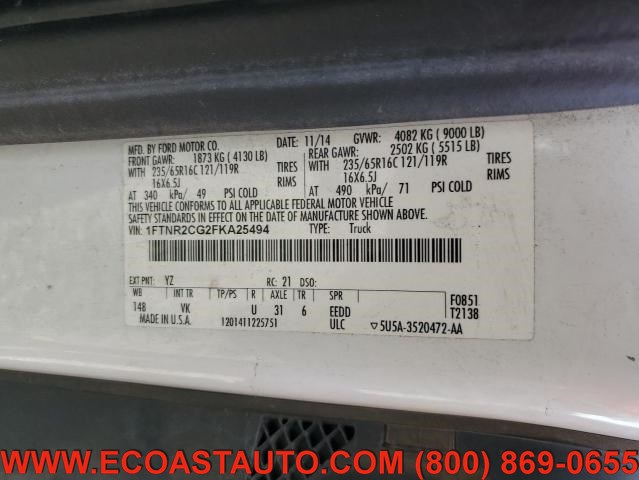 MFD. BY FORD MOTOR CO. DATE: 11/14 GVWR: 4082 KG ( 9000 LB)
FRONT GAWR: 1873 KG ( 4130 LB) REAR GAWR: 2502 KG ( 5515 LB)
WITH 235/65R16C 121/119R TIRES WITH 235/65R16C 121/119R TIRES
16X6.5J RIMS 16X6.5J RIMS
AT 340 kPa/ 49 PSI COLD AT 490 kPa/ 71 PSI COLD
THIS VEHICLE CONFORMS TO ALL APPLICABLE FEDERAL MOTOR VEHICLE
SAFETY STANDARDS IN EFFECT ON THE DATE OF MANUFACTURE SHOWN ABOVE.
VIN: 1FTNR2CG2FKA25494 TYPE: Truck
EXT PNT: YZ RC: 21 DSO:
WB INT TR TP/PS R AXLE TR SPR F0851
148 VK U 31 6 EEDD T2138
MADE IN U.S.A. 1201411225751 ULC ▽5U5A-3520472-AA
WWW.ECOASTAUTO.COM (800) 869-0655